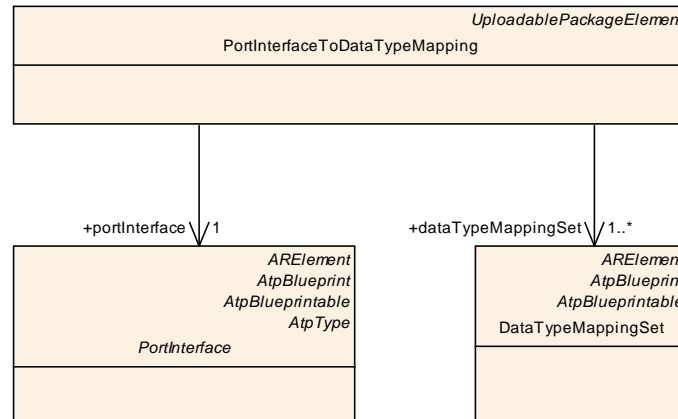 UploadablePackageElemen
PortInterfaceToDataTypeMapping
+portInterface 1
+dataTypeMappingSet 1..*
ARElement
AtpBlueprint
AtpBlueprintable
AtpType
PortInterface
ARElemen
AtpBlueprin
AtpBlueprintable
DataTypeMappingSet